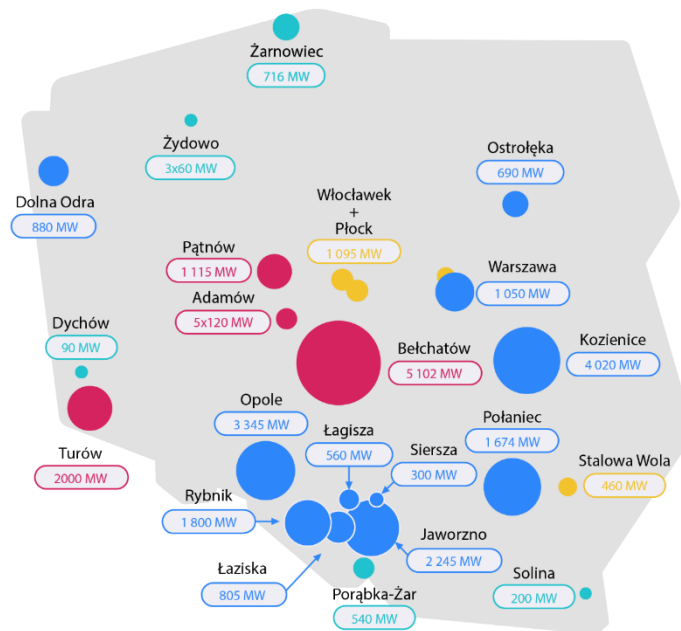 Żarnowiec
716 MW
Żydowo
3x60 MW
Ostrołęka
690 MW
Dolna Odra
880 MW
Włocławek
+
Płock
1 095 MW
Pątnów
1 115 MW
Warszawa
1 050 MW
Adamów
5x120 MW
Dychów
90 MW
Bełchatów
5 102 MW
Kozienice
4 020 MW
Turów
2000 MW
Opole
3 345 MW
Łagisza
560 MW
Siersza
300 MW
Połaniec
1 674 MW
Stalowa Wola
460 MW
Rybnik
1 800 MW
Jaworzno
2 245 MW
Łaziska
805 MW
Porąbka-Żar
540 MW
Solina
200 MW